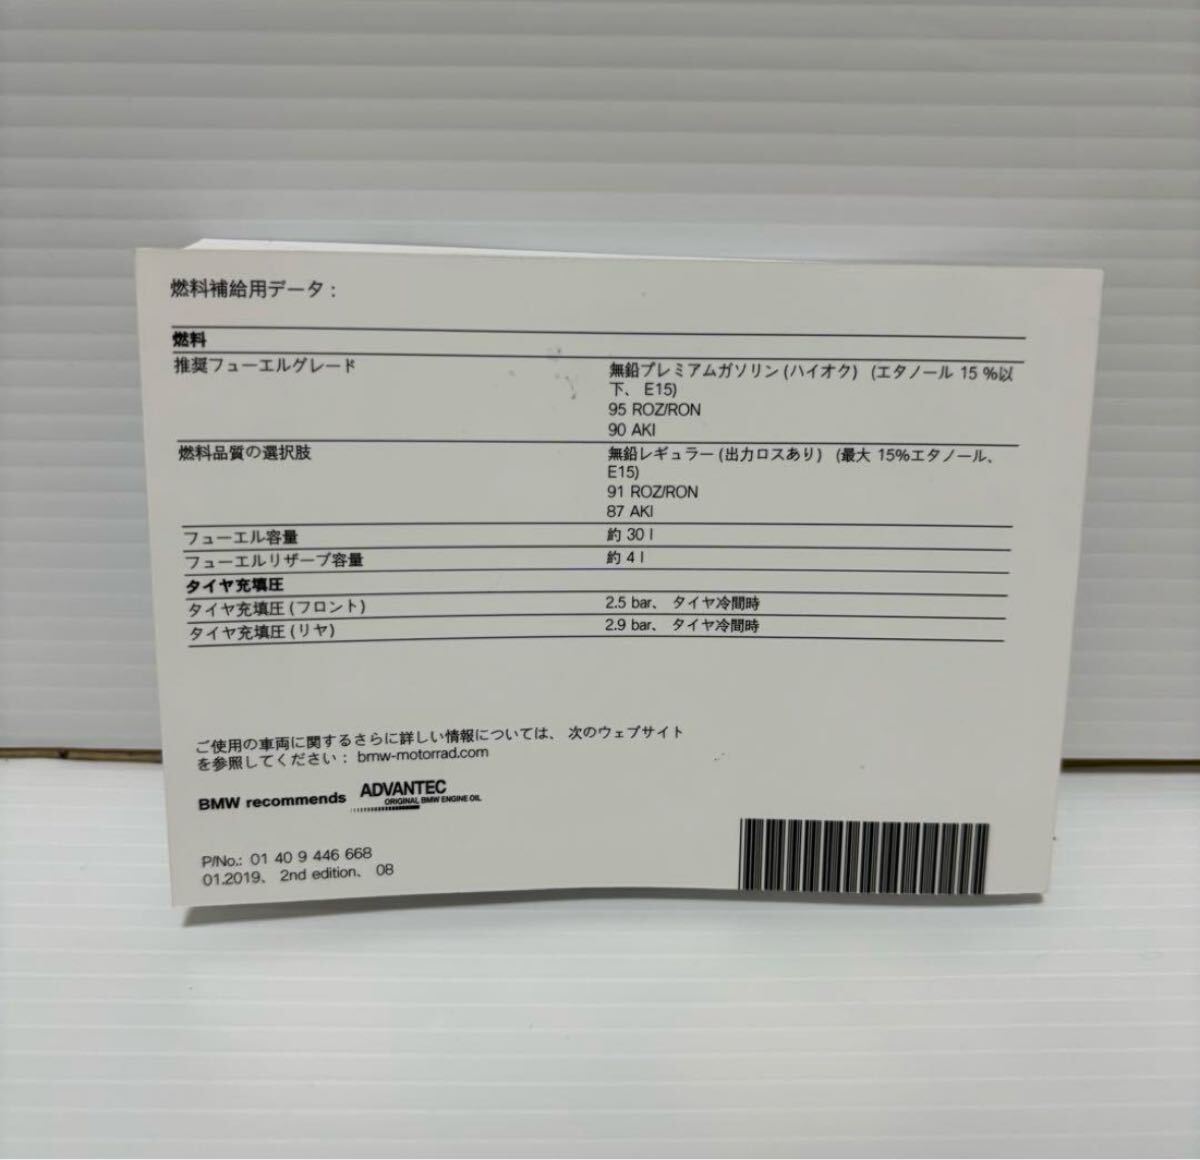 燃料補給用データ:
燃料
推奨フューエルグレード
無鉛プレミアムガソリン (ハイオク) (エタノール 15 %以
下、 E15)
95 ROZ/RON
90 AKI
燃料品質の選択肢
無鉛レギュラー (出力ロスあり) (最大 15%エタノール、
E15)
91 ROZ/RON
87 AKI
フューエル容量 約 30 l
フューエルリザーブ容量 約 4 l
タイヤ充填圧
タイヤ充填圧 (フロント) 2.5 bar、 タイヤ冷間時
タイヤ充填圧 (リヤ) 2.9 bar、 タイヤ冷間時
ご使用の車両に関するさらに詳しい情報については、 次のウェブサイト
を参照してください : bmw-motorrad.com
BMW recommends ADVANTEC
ORIGINAL BMW ENGINE OIL
P/No.: 01 40 9 446 668
01.2019、 2nd edition、 08